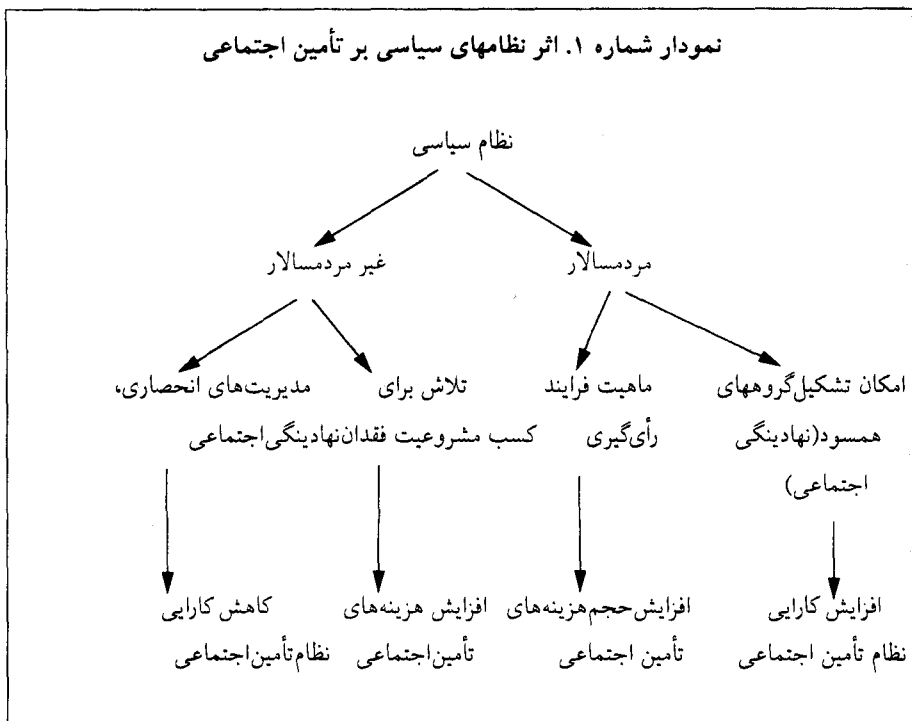 نمودار شماره ۱. اثر نظامهای سیاسی بر تأمین اجتماعی
نظام سیاسی
مردمسالار
غیر مردمسالار
امکان تشکیل‌گروههای
همسود(نهادینگی
اجتماعی)
ماهیت فرایند
رأی‌گیری
تلاش برای
کسب مشروعیت
مدیریت‌های انحصاری،
فقدان‌نهادینگی‌اجتماعی
افزایش کارایی
نظام تأمین اجتماعی
افزایش‌حجم‌هزینه‌های
تأمین اجتماعی
افزایش هزینه‌های
تأمین‌اجتماعی
کاهش کارایی
نظام‌تأمین‌اجتماعی